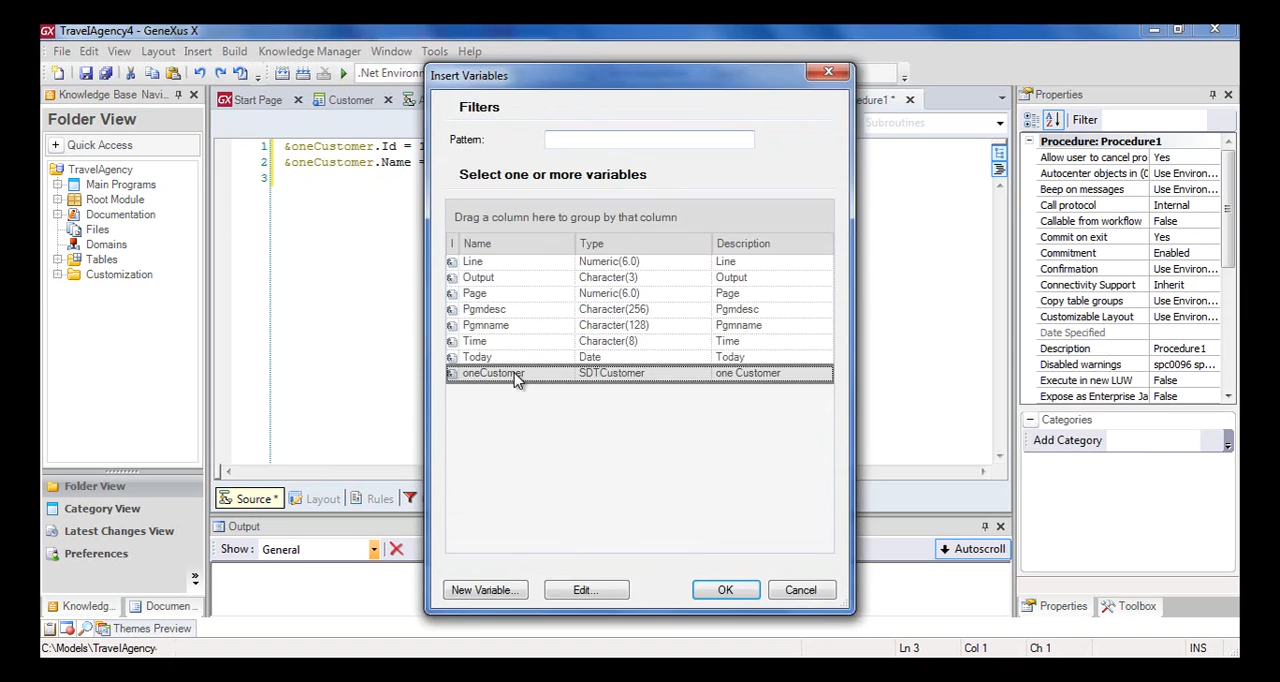 TravelAgency4 - GeneXus X
File Edit View Layout Insert Build Knowledge Manager Window Tools Help
.Net Environ
Knowledge Base Navi...
Folder View
Quick Access
TravelAgency
Main Programs
Root Module
Documentation
Files
Domains
Tables
Customization
Folder View
Category View
Latest Changes View
Preferences
Knowledg...
Documen...
Themes Preview
C:\Models\TravelAgency
Start Page
Customer
edure1 *
Subroutines
1 &oneCustomer.Id =
2 &oneCustomer.Name =
3
Source *
Layout
Rules
Output
Show: General
Autoscroll
Insert Variables
Filters
Pattern:
Select one or more variables
Drag a column here to group by that column
Name Type Description
Line Numeric(6.0) Line
Output Character(3) Output
Page Numeric(6.0) Page
Pgmdesc Character(256) Pgmdesc
Pgmname Character(128) Pgmname
Time Character(8) Time
Today Date Today
oneCustomer SDTCustomer one Customer
New Variable...
Edit...
OK
Cancel
Properties
Filter
Procedure: Procedure1
Allow user to cancel pro Yes
Autocenter objects in (C Use Environ...
Beep on messages Use Environ...
Call protocol Internal
Callable from workflow False
Commit on exit Yes
Commitment Enabled
Confirmation Use Environ...
Connectivity Support Inherit
Copy table groups Use Environ...
Customizable Layout Use Environ...
Date Specified
Description Procedure1
Disabled warnings spc0096 sp...
Execute in new LUW False
Expose as Enterprise Ja False
Categories
Add Category
Properties
Toolbox
Ln 3 Col 1 Ch 1 INS